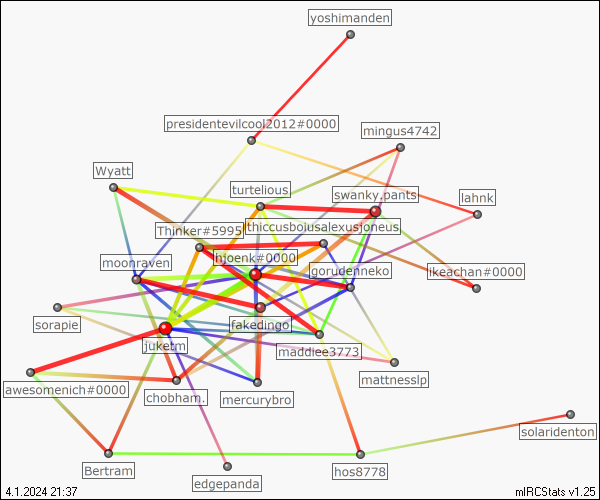 yoshimanden
presidentevilcool2012#0000
mingus4742
Wyatt
turtelious
swanky.pants
lahnk
Thinker#5995
thiccusboiusalexusjoneus
hjoenk#0000
moonraven
gorudenneko
ikeachan#0000
sorapie
fakedingo
juketm
maddiee3773
mattnesslp
awesomenich#0000
chobham.
mercurybro
solaridenton
Bertram
hos8778
edgepanda
4.1.2024 21:37
mIRCStats v1.25